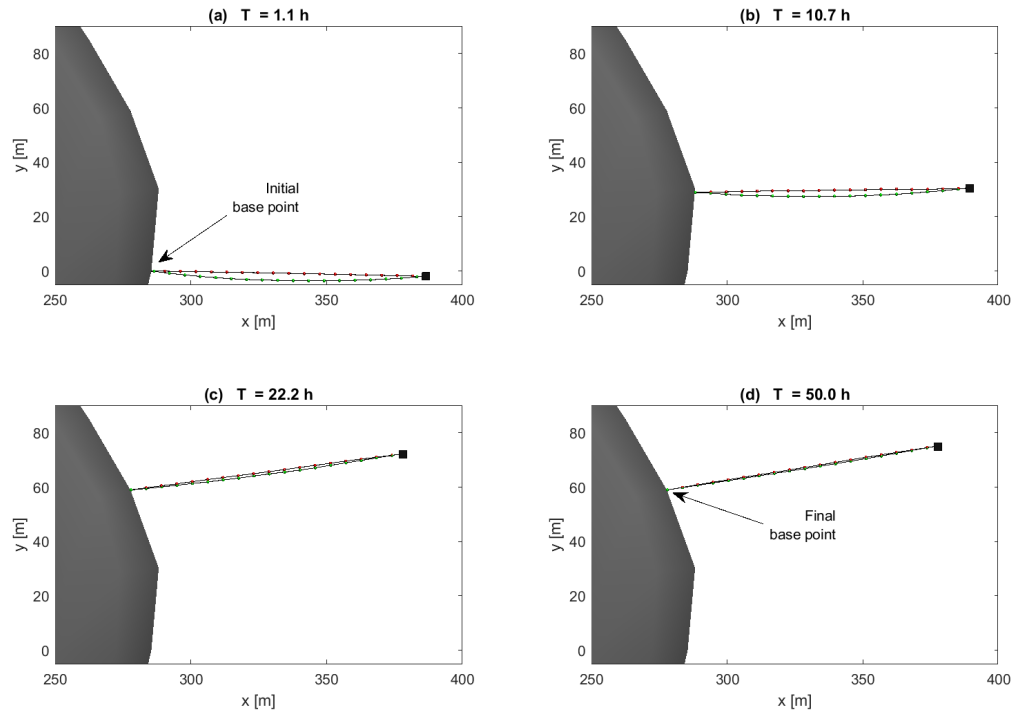 (a) T = 1.1 h
80
60
40
20
0
y [m]
Initial
base point
250 300 350 400
x [m]
(b) T = 10.7 h
80
60
40
20
0
y [m]
250 300 350 400
x [m]
(c) T = 22.2 h
80
60
40
20
0
y [m]
250 300 350 400
x [m]
(d) T = 50.0 h
80
60
40
20
0
y [m]
Final
base point
250 300 350 400
x [m]